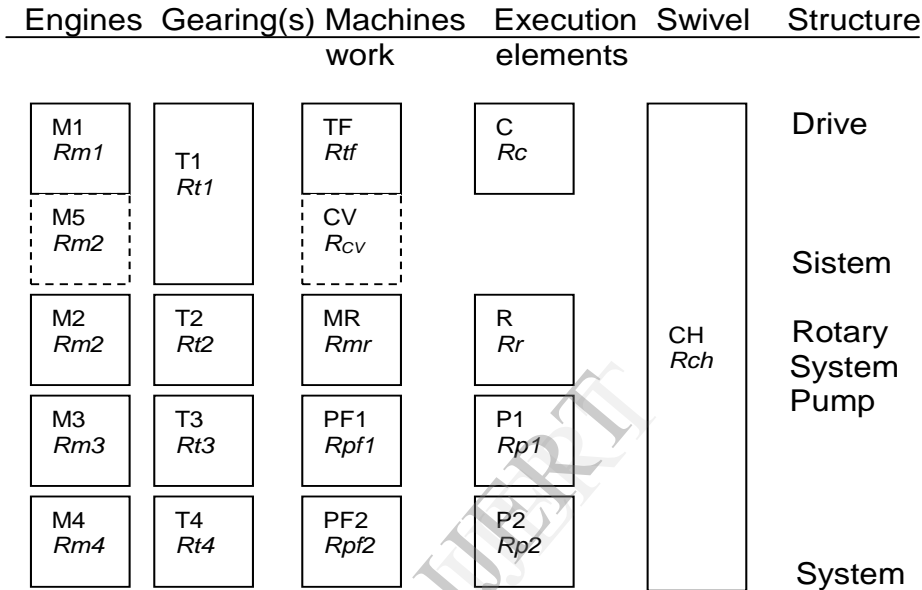 Engines Gearing(s) Machines Execution Swivel Structure
work elements
M1 TF C Drive
Rm1 T1 Rtf Rc
Rt1
M5 CV
Rm2 RCV
Sistem
M2 T2 MR R Rotary
Rm2 Rt2 Rmr Rr CH System
Rch Pump
M3 T3 PF1 P1
Rm3 Rt3 Rpf1 Rp1
M4 T4 PF2 P2
Rm4 Rt4 Rpf2 Rp2
System
IJERT